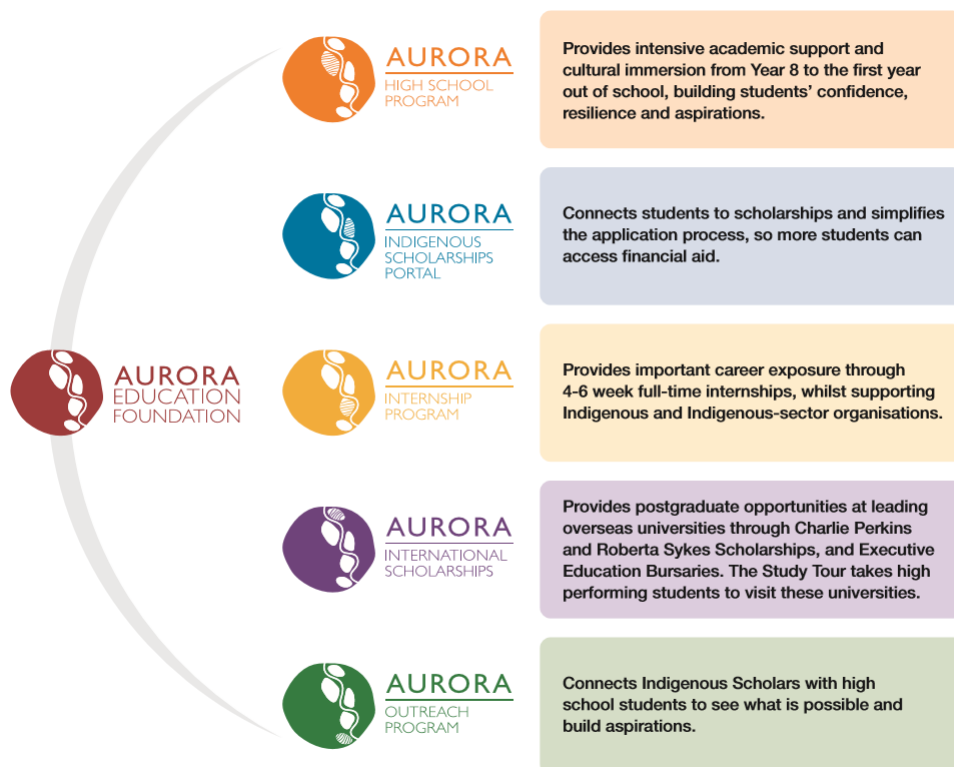 AURORA
HIGH SCHOOL
PROGRAM
Provides intensive academic support and
cultural immersion from Year 8 to the first year
out of school, building students' confidence,
resilience and aspirations.
AURORA
INDIGENOUS
SCHOLARSHIPS
PORTAL
Connects students to scholarships and simplifies
the application process, so more students can
access financial aid.
AURORA
EDUCATION
FOUNDATION
AURORA
INTERNSHIP
PROGRAM
Provides important career exposure through
4-6 week full-time internships, whilst supporting
Indigenous and Indigenous-sector organisations.
AURORA
INTERNATIONAL
SCHOLARSHIPS
Provides postgraduate opportunities at leading
overseas universities through Charlie Perkins
and Roberta Sykes Scholarships, and Executive
Education Bursaries. The Study Tour takes high
performing students to visit these universities.
AURORA
OUTREACH
PROGRAM
Connects Indigenous Scholars with high
school students to see what is possible and
build aspirations.